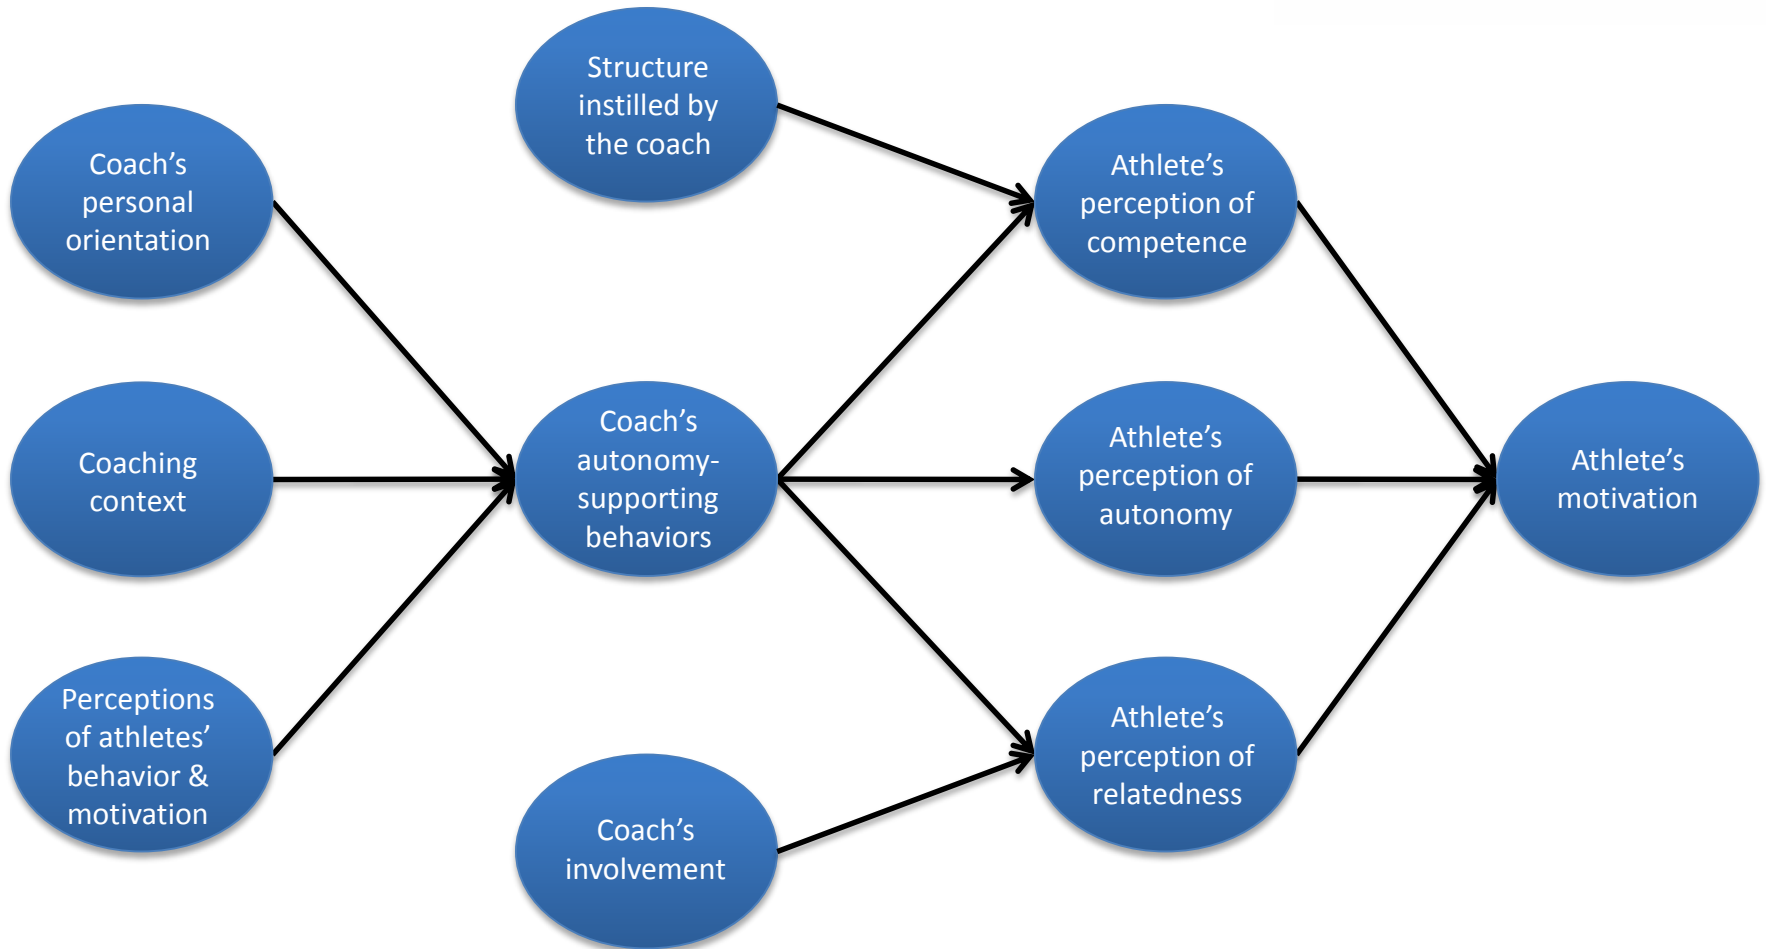 Structure
instilled by
the coach
Coach’s
personal
orientation
Athlete’s
perception of
competence
Coaching
context
Coach’s
autonomy-
supporting
behaviors
Athlete’s
perception of
autonomy
Athlete’s
motivation
Perceptions
of athletes’
behavior &
motivation
Athlete’s
perception of
relatedness
Coach’s
involvement